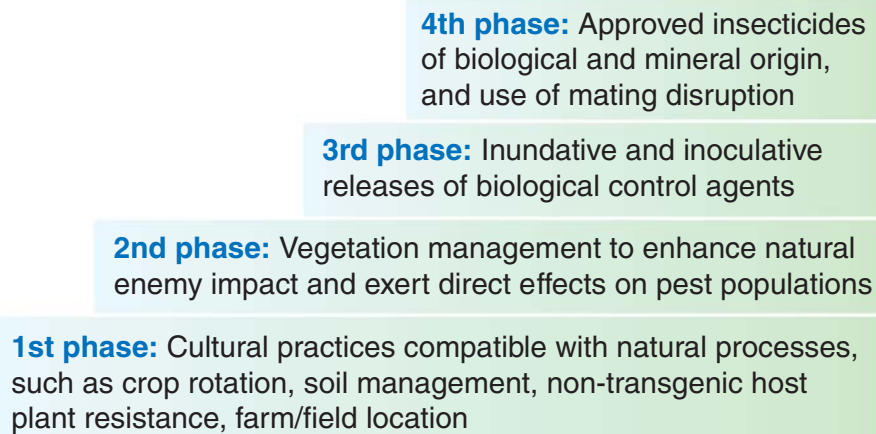 4th phase: Approved insecticides
of biological and mineral origin,
and use of mating disruption
3rd phase: Inundative and inoculative
releases of biological control agents
2nd phase: Vegetation management to enhance natural
enemy impact and exert direct effects on pest populations
1st phase: Cultural practices compatible with natural processes,
such as crop rotation, soil management, non-transgenic host
plant resistance, farm/field location